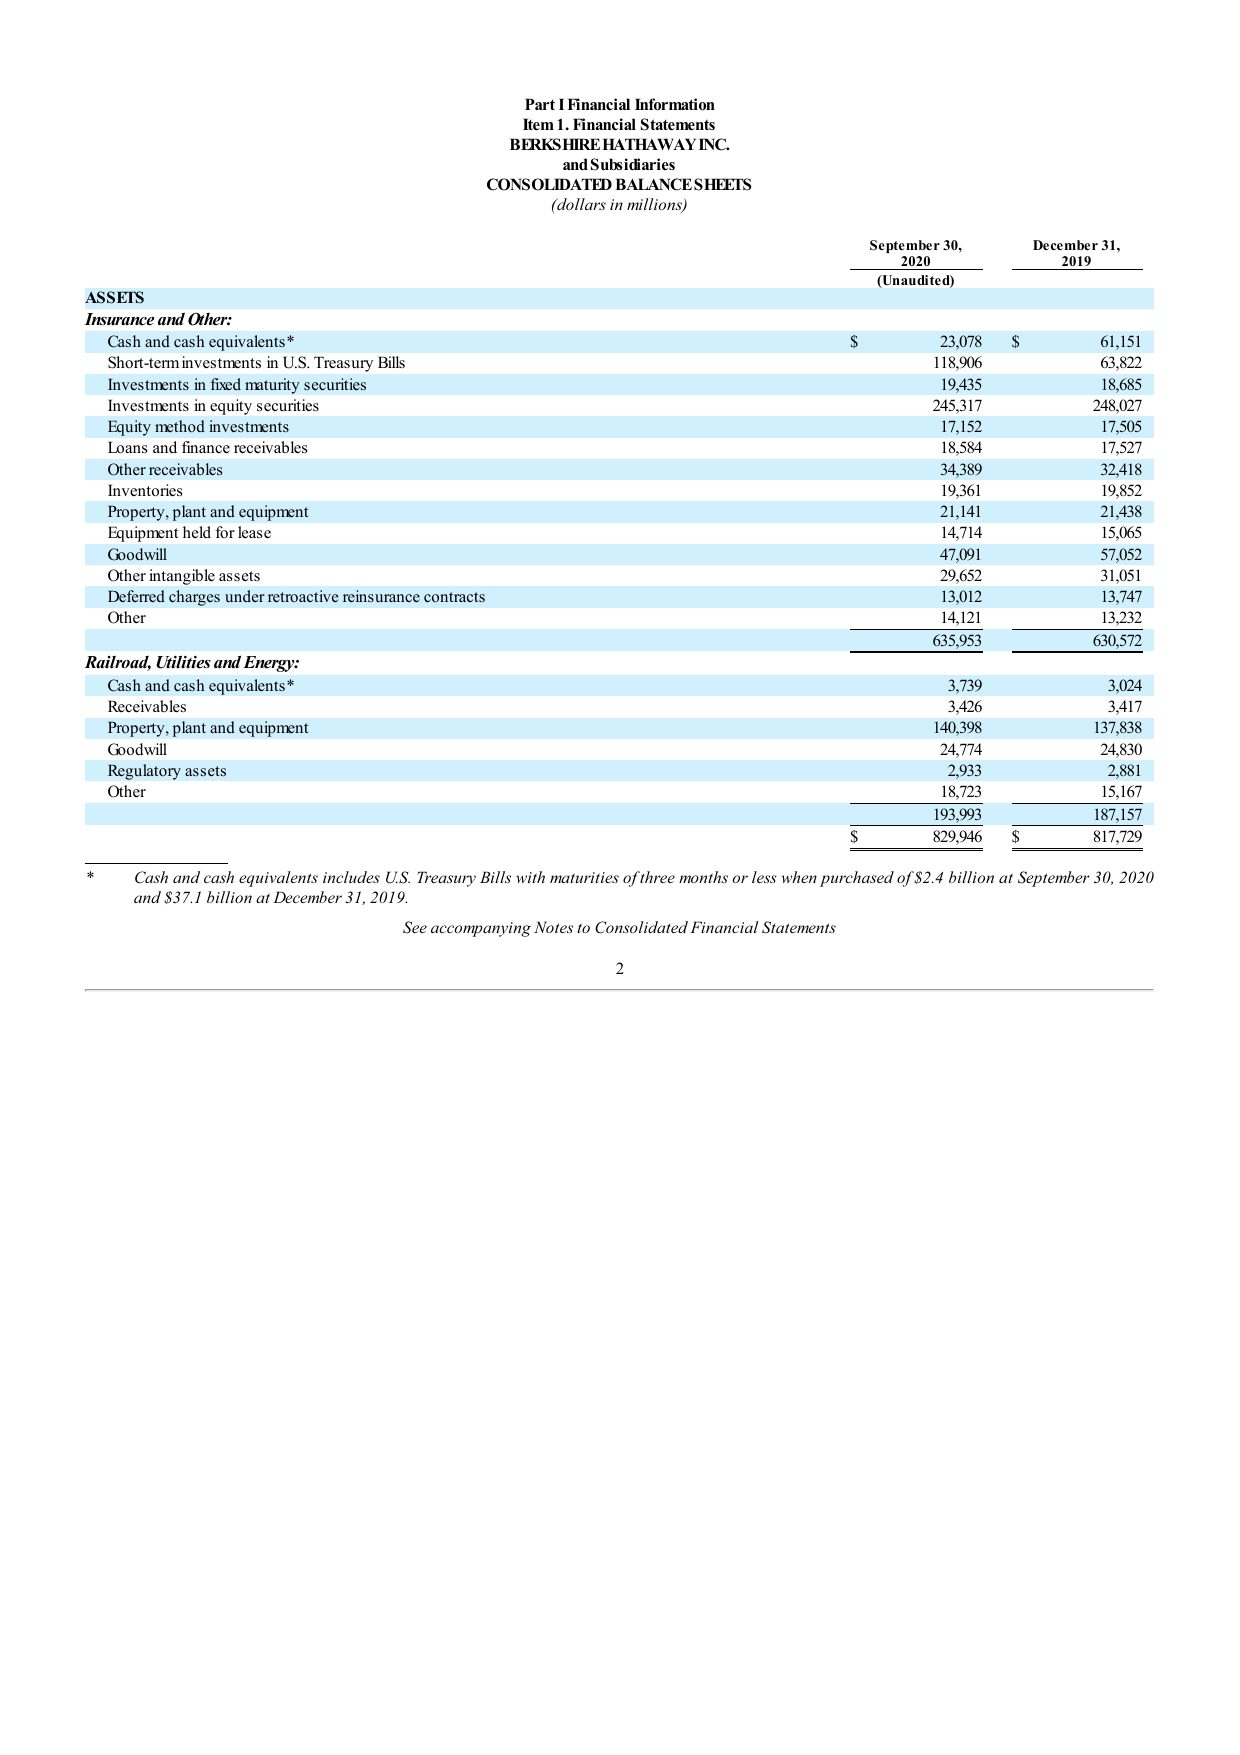 Part I Financial Information
Item 1. Financial Statements
BERKSHIRE HATHAWAY INC.
and Subsidiaries
CONSOLIDATED BALANCE SHEETS
(dollars in millions)
September 30, December 31,
2020 2019
(Unaudited)
ASSETS
Insurance and Other:
Cash and cash equivalents* $ 23,078 $ 61,151
Short-term investments in U.S. Treasury Bills 118,906 63,822
Investments in fixed maturity securities 19,435 18,685
Investments in equity securities 245,317 248,027
Equity method investments 17,152 17,505
Loans and finance receivables 18,584 17,527
Other receivables 34,389 32,418
Inventories 19,361 19,852
Property, plant and equipment 21,141 21,438
Equipment held for lease 14,714 15,065
Goodwill 47,091 57,052
Other intangible assets 29,652 31,051
Deferred charges under retroactive reinsurance contracts 13,012 13,747
Other 14,121 13,232
635,953 630,572
Railroad, Utilities and Energy:
Cash and cash equivalents* 3,739 3,024
Receivables 3,426 3,417
Property, plant and equipment 140,398 137,838
Goodwill 24,774 24,830
Regulatory assets 2,933 2,881
Other 18,723 15,167
193,993 187,157
$ 829,946 $ 817,729
* Cash and cash equivalents includes U.S. Treasury Bills with maturities of three months or less when purchased of $2.4 billion at September 30, 2020
and $37.1 billion at December 31, 2019.
See accompanying Notes to Consolidated Financial Statements
2